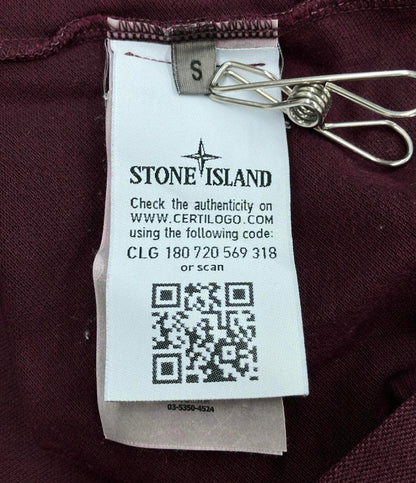 S
STONE ISLAND
Check the authenticity on
WWW.CERTILOGO.COM
using the following code:
CLG 180 720 569 318
or scan
03-5350-4524